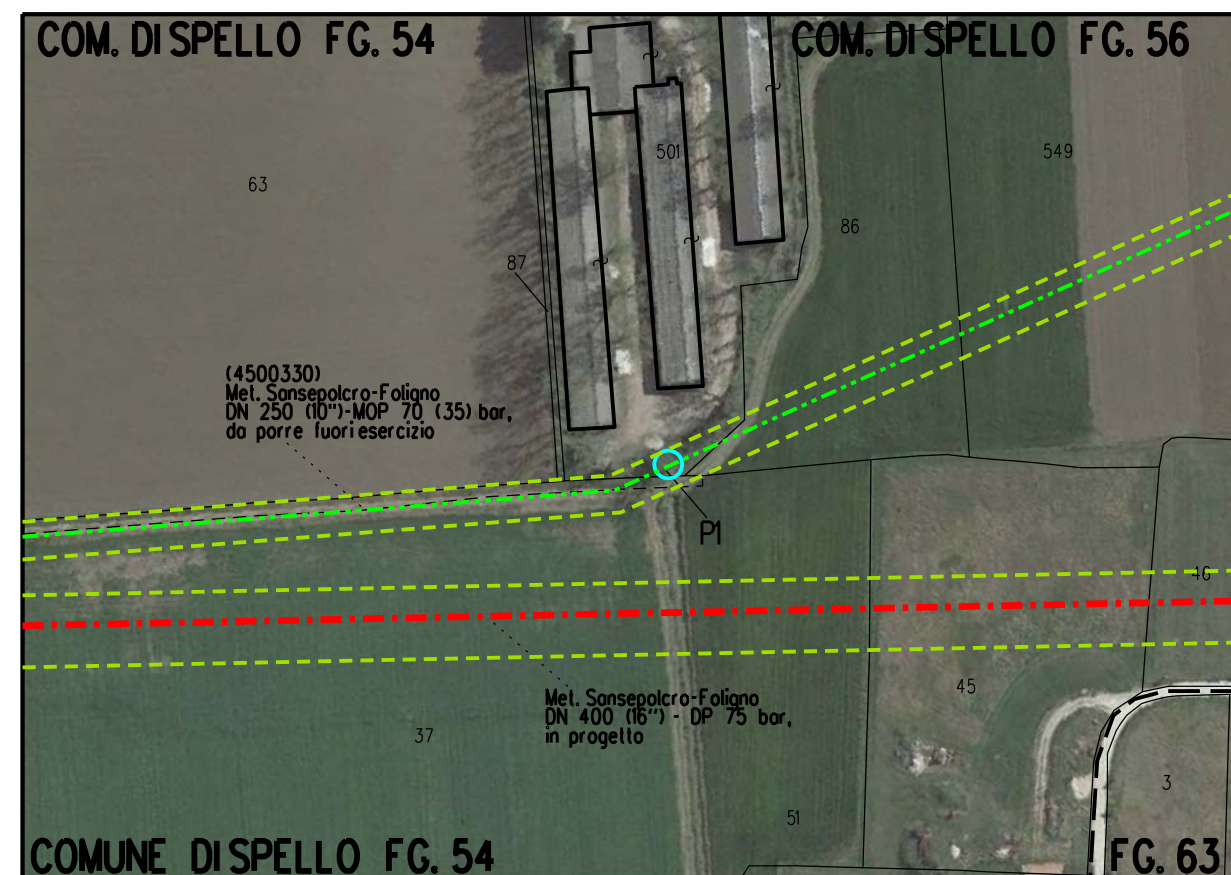 COM. DI SPELLO FG. 54
COM. DI SPELLO FG. 56
501
549
63
86
87
(4500330)
Met. Sansepolcro-Foligno
DN 250 (10")-MOP 70 (35) bar,
da porre fuori esercizio
P1
46
45
Met. Sansepolcro-Foligno
DN 400 (16") - DP 75 bar,
in progetto
37
3
51
COMUNE DI SPELLO FG. 54
FG. 63